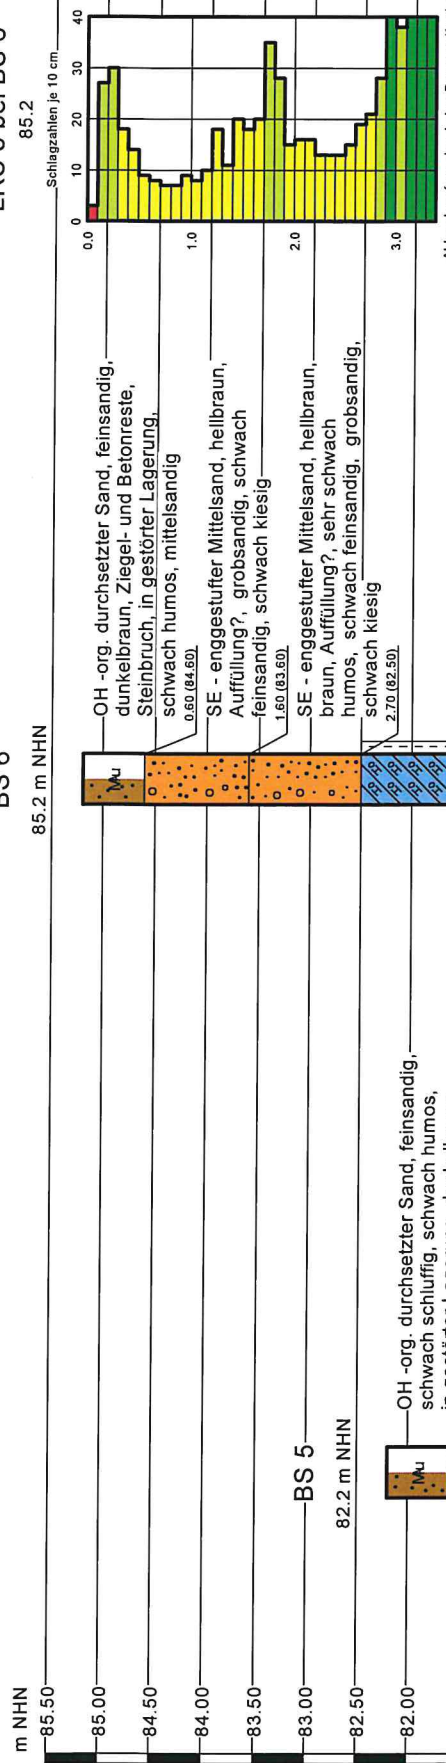 m NHN
85.50
85.00
84.50
84.00
83.50
83.00
82.50
82.00
BS 5
82.2 m NHN
Mu
OH -org. durchsetzter Sand, feinsandig,
schwach schluffig, schwach humos,
85.2 m NHN
Mu
OH -org. durchsetzter Sand, feinsandig,
dunkelbraun, Ziegel- und Betonreste,
Steinbruch, in gestörter Lagerung,
schwach humos, mittelsandig
0.60 (84.60)
SE - enggestufter Mittelsand, hellbraun,
Auffüllung?, grobsandig, schwach
feinsandig, schwach kiesig
1.60 (83.60)
SE - enggestufter Mittelsand, hellbraun,
braun, Auffüllung?, sehr schwach
humos, schwach feinsandig, grobsandig,
schwach kiesig
2.70 (82.50)
85.2
Schlagzahlen je 10 cm
0
10
20
30
40
0.0
1.0
2.0
3.0